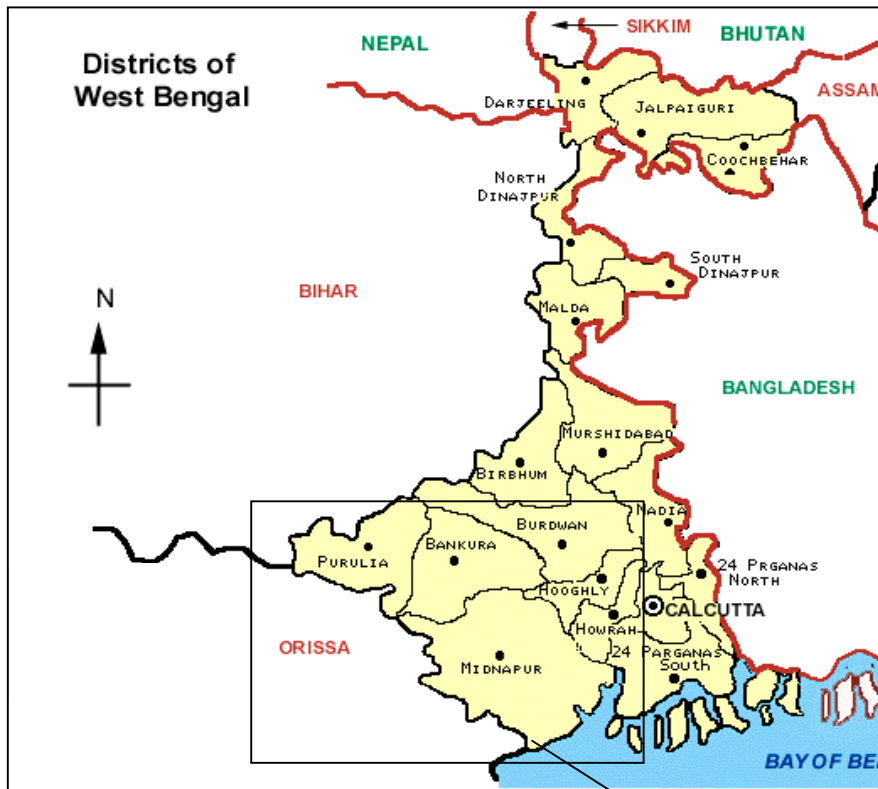 Districts of
West Bengal
NEPAL
SIKKIM
BHUTAN
ASSAM
DARJEELING
JALPAIGURI
COOCHBEHAR
NORTH
DINAJPUR
SOUTH
DINAJPUR
BIHAR
N
MALDA
BANGLADESH
MURSHIDABAD
BIRBHUM
NADIA
BURDWAN
BANKURA
PURULIA
24 PRGANAS
NORTH
HOOGHLY
CALCUTTA
HOWRAH
ORISSA
24 PARGANAS
SOUTH
MIDNAPUR
BAY OF BE